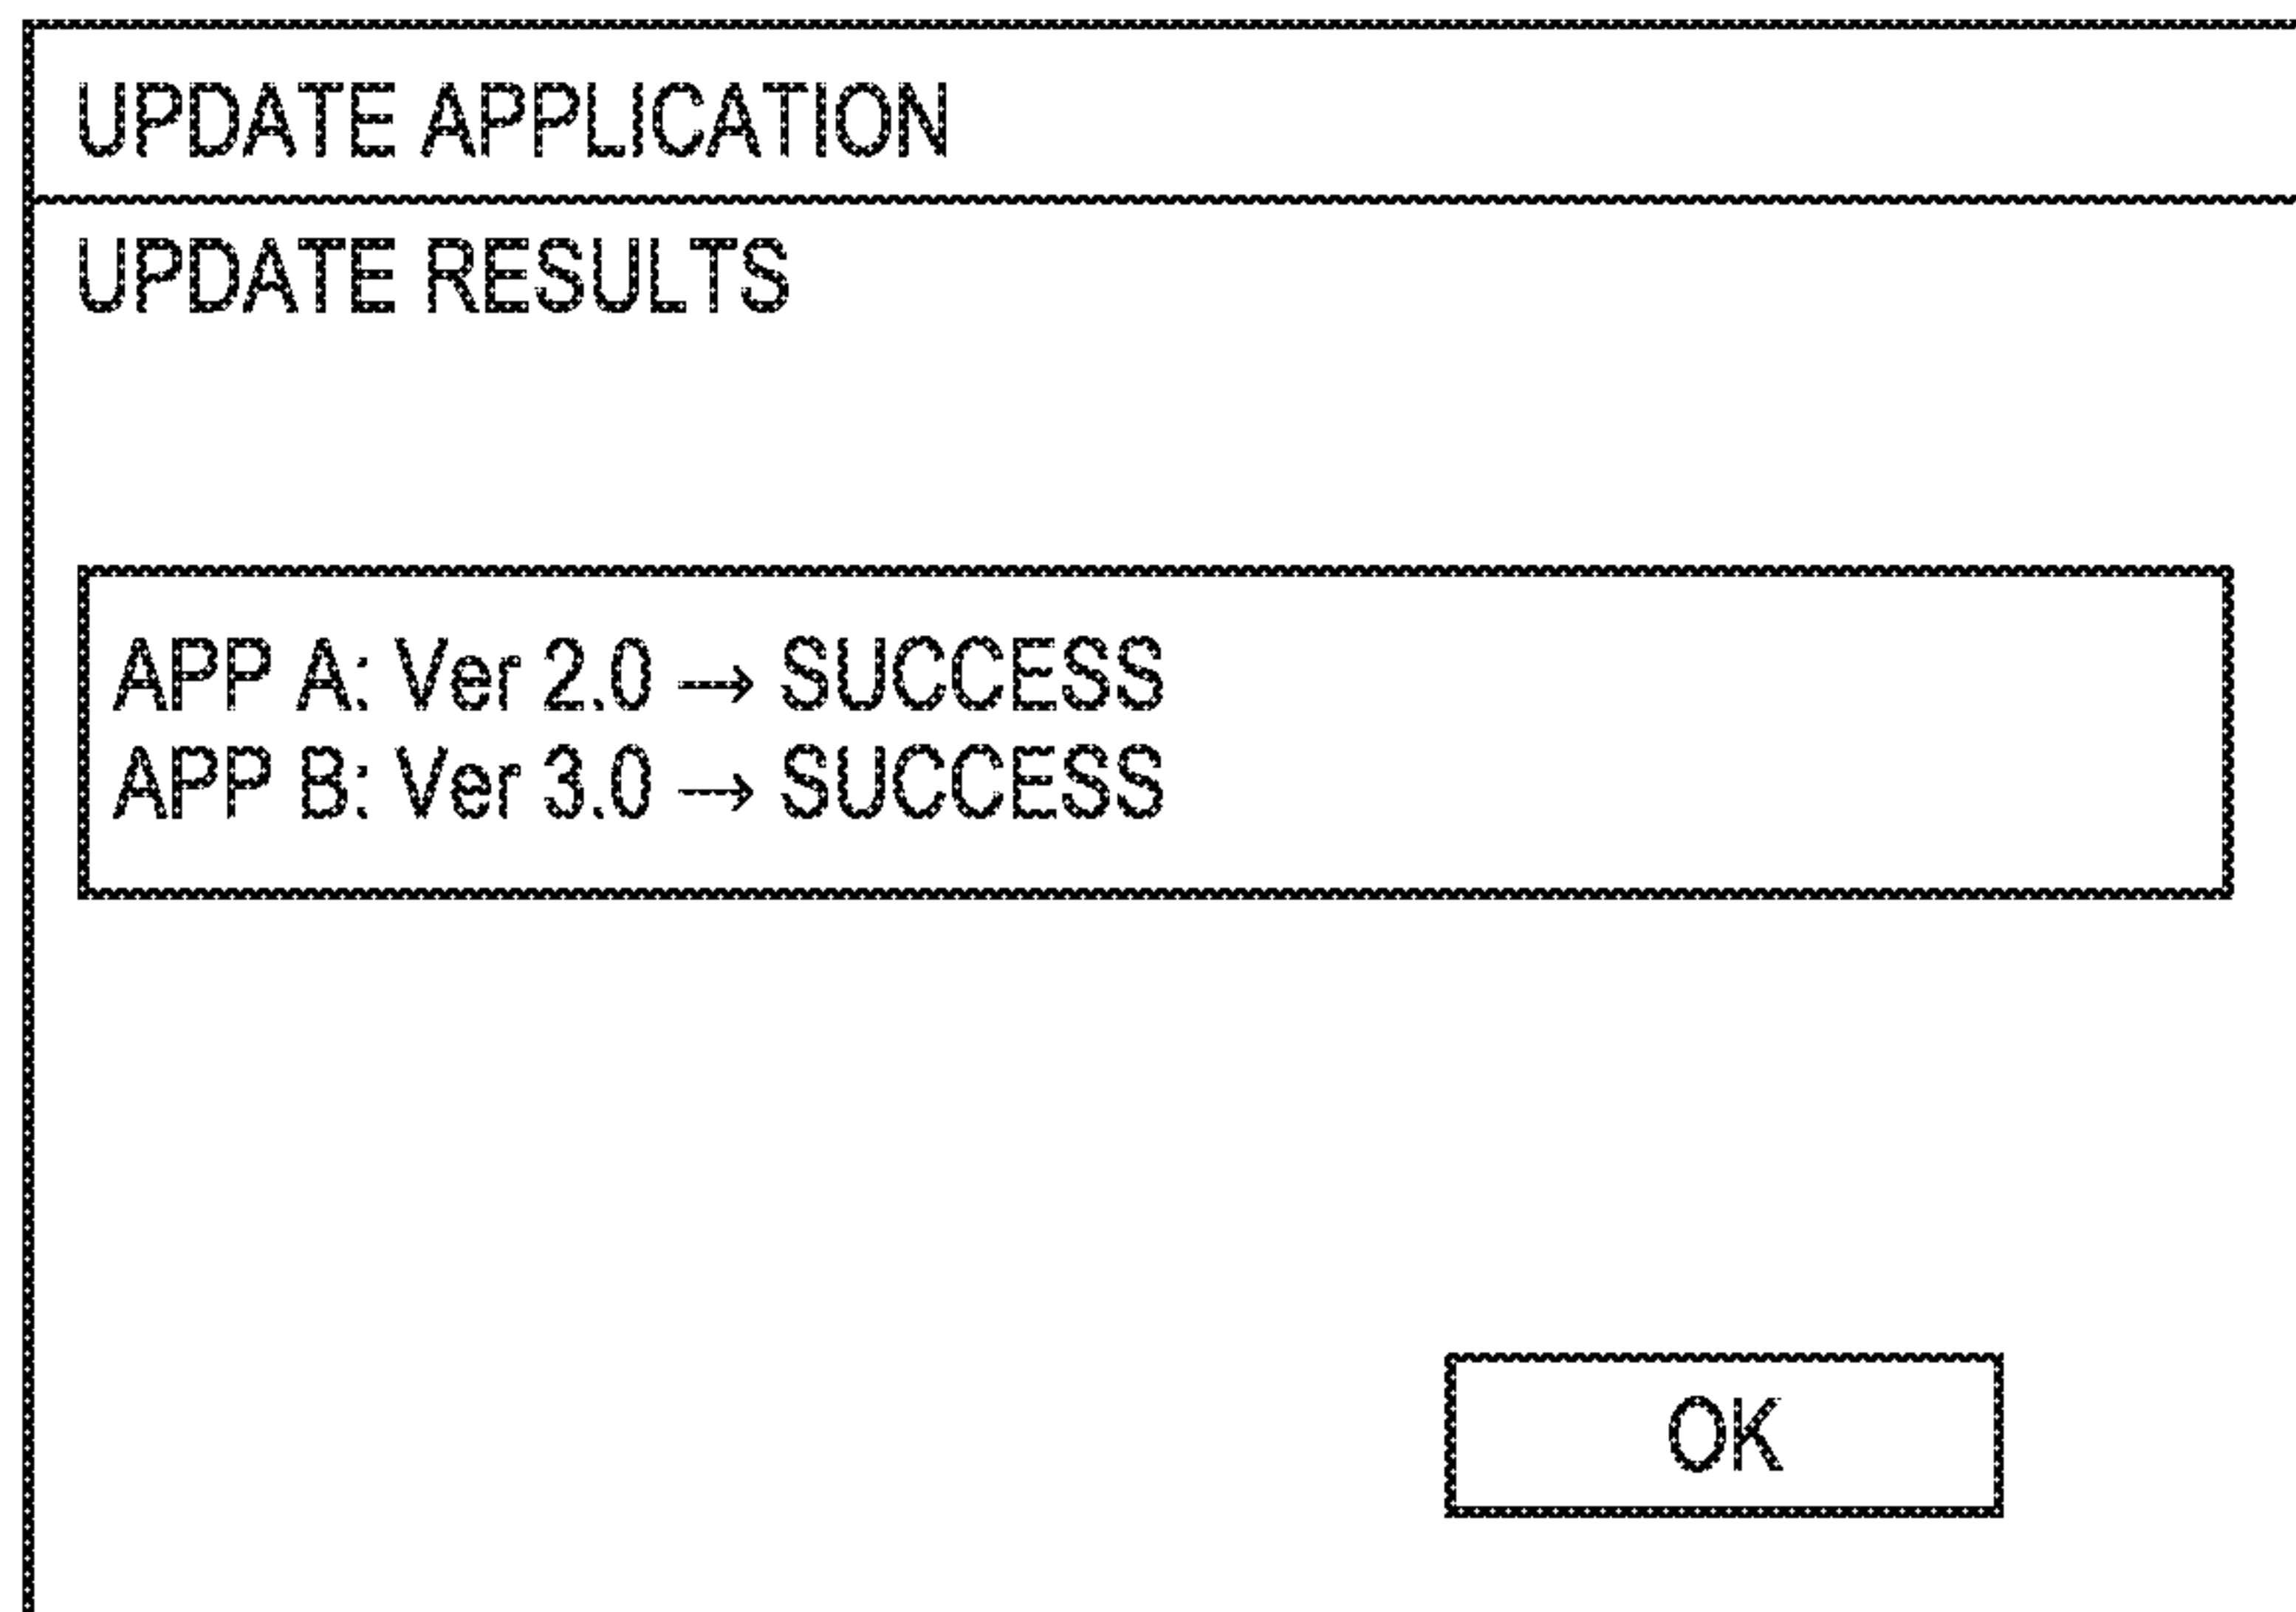 UPDATE APPLICATION
UPDATE RESULTS
APP A: Ver 2.0 → SUCCESS
APP B: Ver 3.0 → SUCCESS
OK